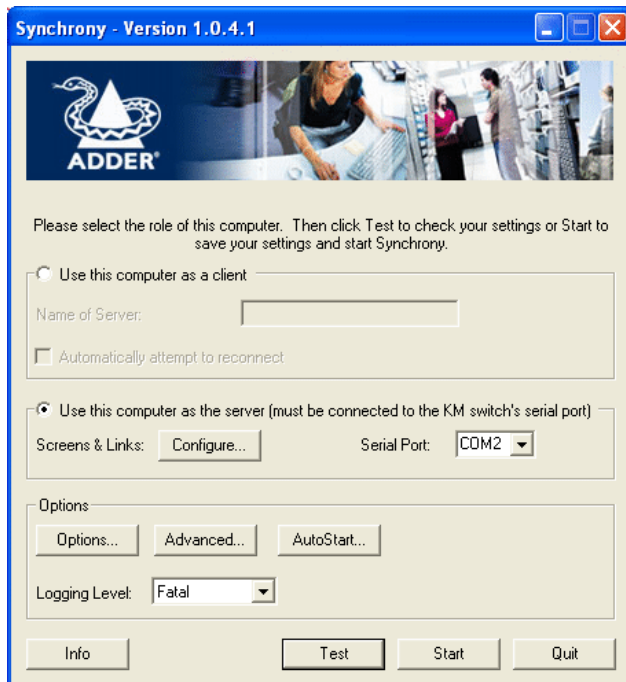 Synchrony - Version 1.0.4.1
ADDER®
Please select the role of this computer. Then click Test to check your settings or Start to
save your settings and start Synchrony.
Use this computer as a client
Name of Server:
Automatically attempt to reconnect
Use this computer as the server (must be connected to the KM switch's serial port)
Screens & Links: Configure... Serial Port: COM2
Options
Options... Advanced... AutoStart...
Logging Level: Fatal
Info Test Start Quit